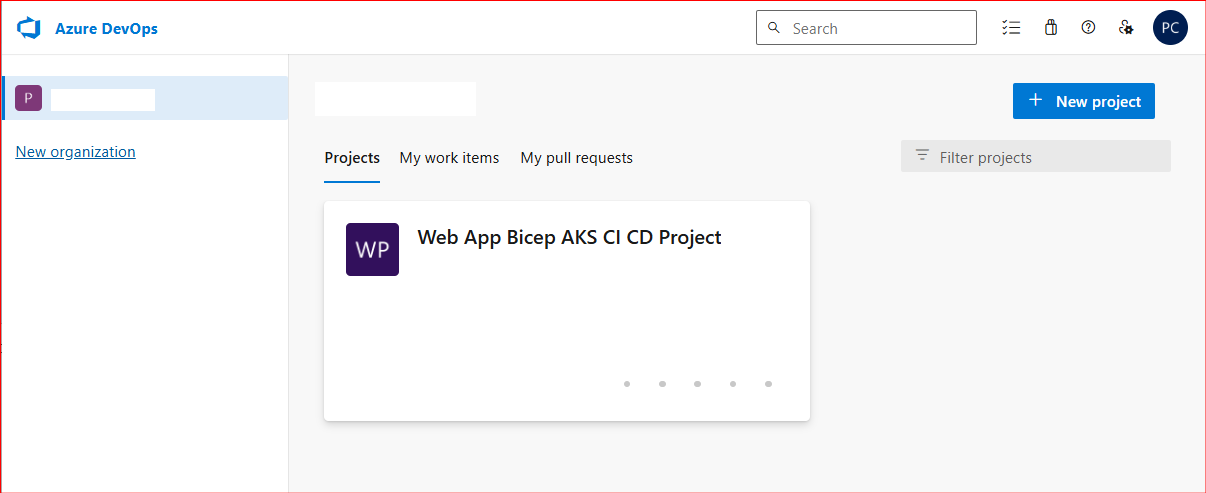 Azure DevOps
Search
PC
P
New organization
New project
Projects
My work items
My pull requests
Filter projects
WP
Web App Bicep AKS CI CD Project